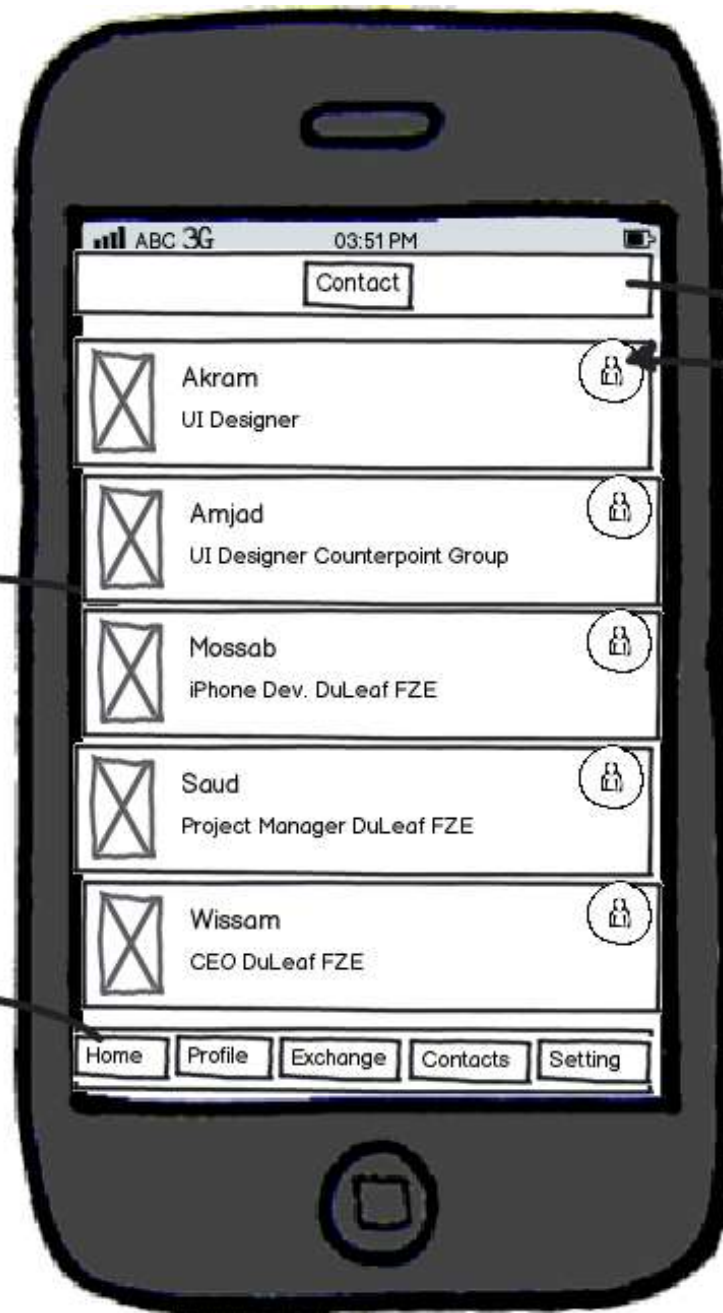 ABC 3G 03:51 PM
Contact
Akram
UI Designer
Amjad
UI Designer Counterpoint Group
Mossab
iPhone Dev. DuLeaf FZE
Saud
Project Manager DuLeaf FZE
Wissam
CEO DuLeaf FZE
Home Profile Exchange Contacts Setting